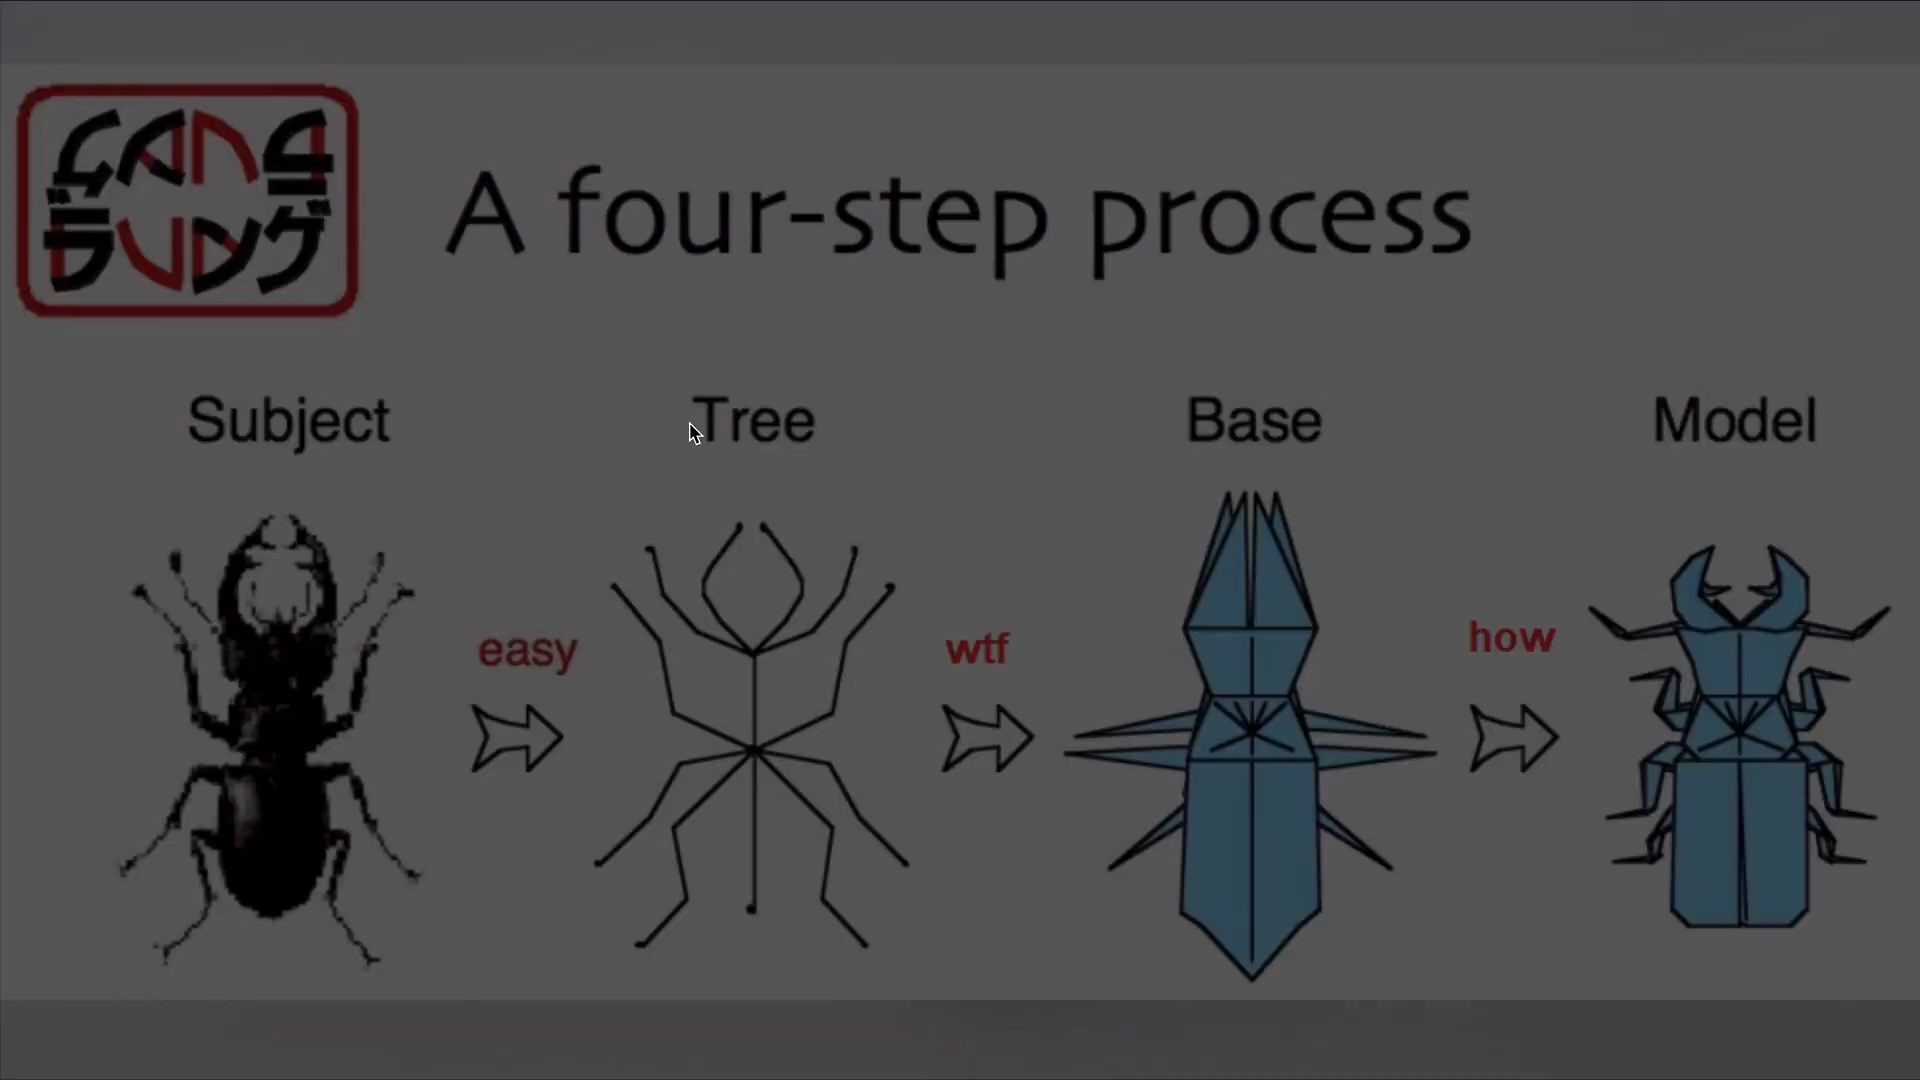 A four-step process
Subject
Tree
Base
Model
easy
wtf
how